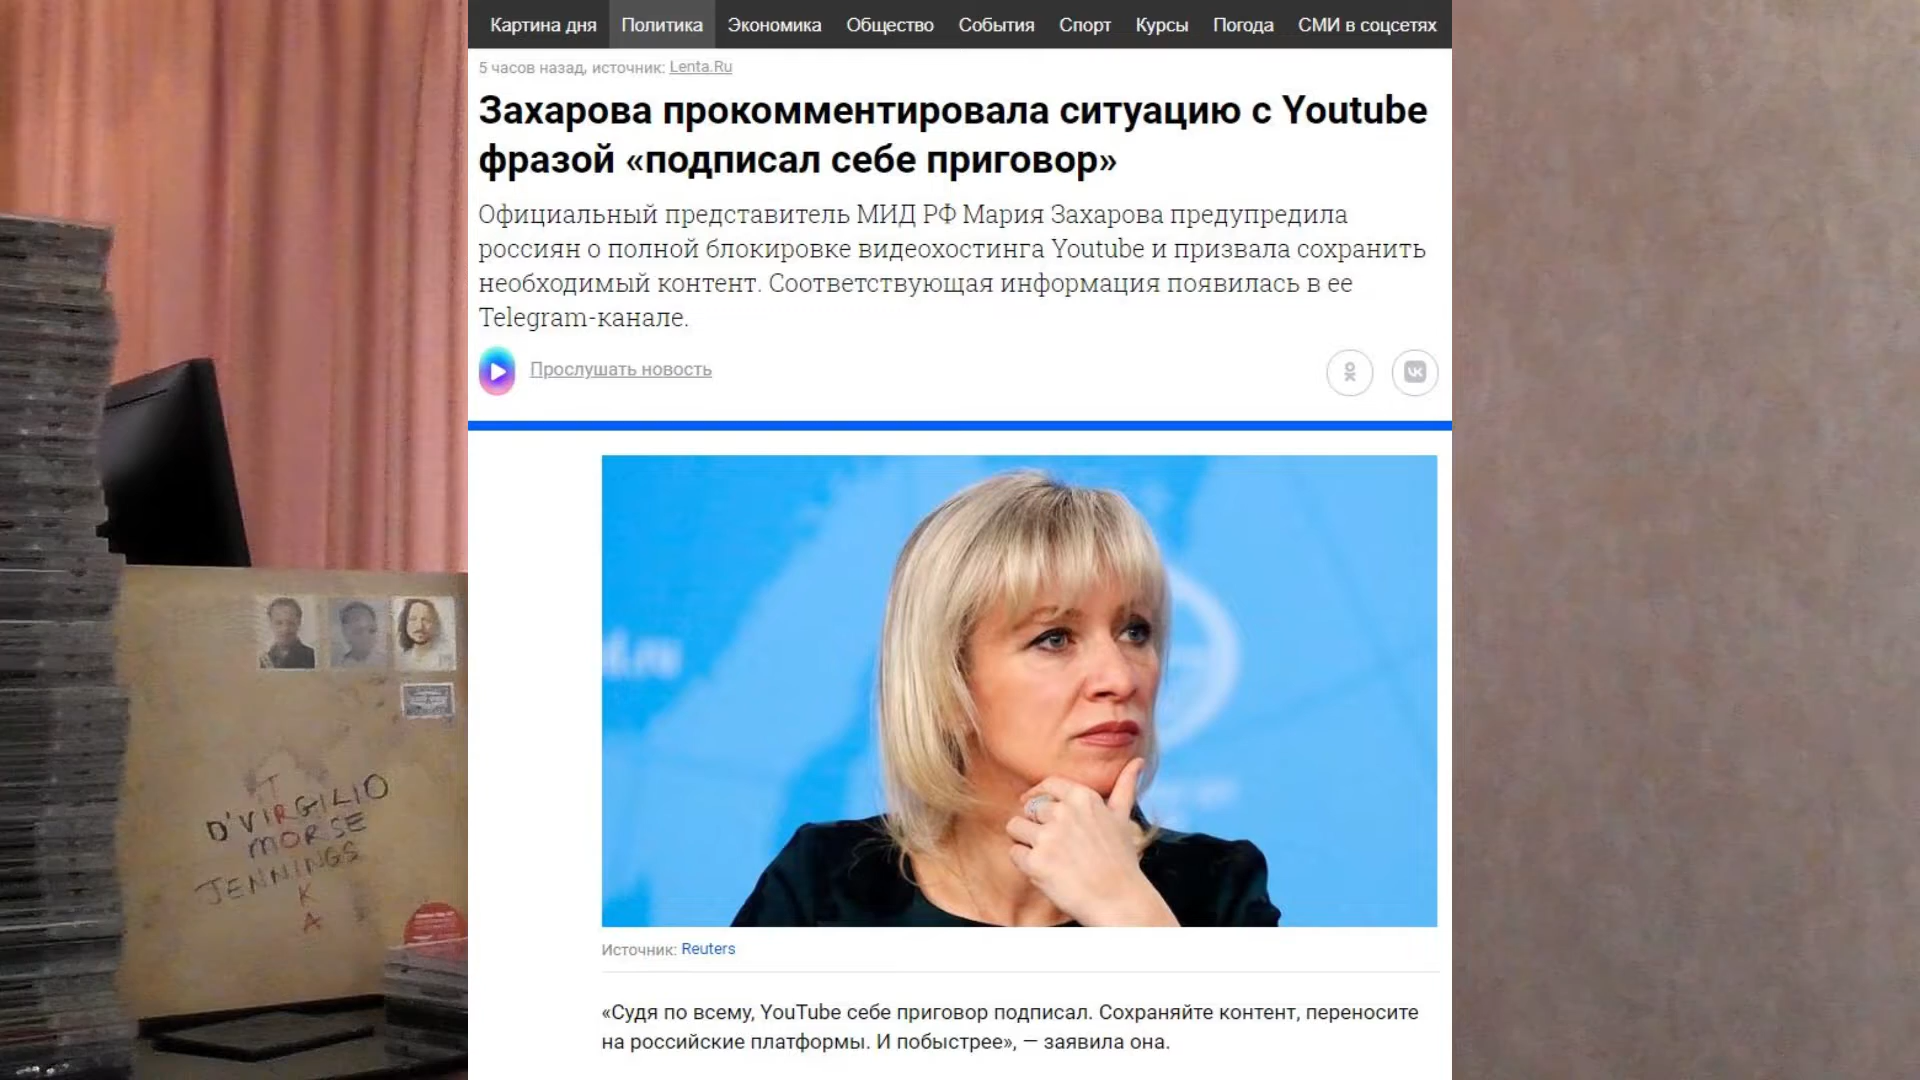 Картина дня Политика Экономика Общество События Спорт Курсы Погода СМИ в соцсетях
5 часов назад, источник: Lenta.Ru
Захарова прокомментировала ситуацию с Youtube
фразой «подписал себе приговор»
Официальный представитель МИД РФ Мария Захарова предупредила
россиян о полной блокировке видеохостинга Youtube и призвала сохранить
необходимый контент. Соответствующая информация появилась в ее
Telegram-канале.
Прослушать новость
d.ru
Источник: Reuters
«Судя по всему, YouTube себе приговор подписал. Сохраняйте контент, переносите
на российские платформы. И побыстрее», — заявила она.
D'VIRGILIO
MORSE
JENNINGS
K
A